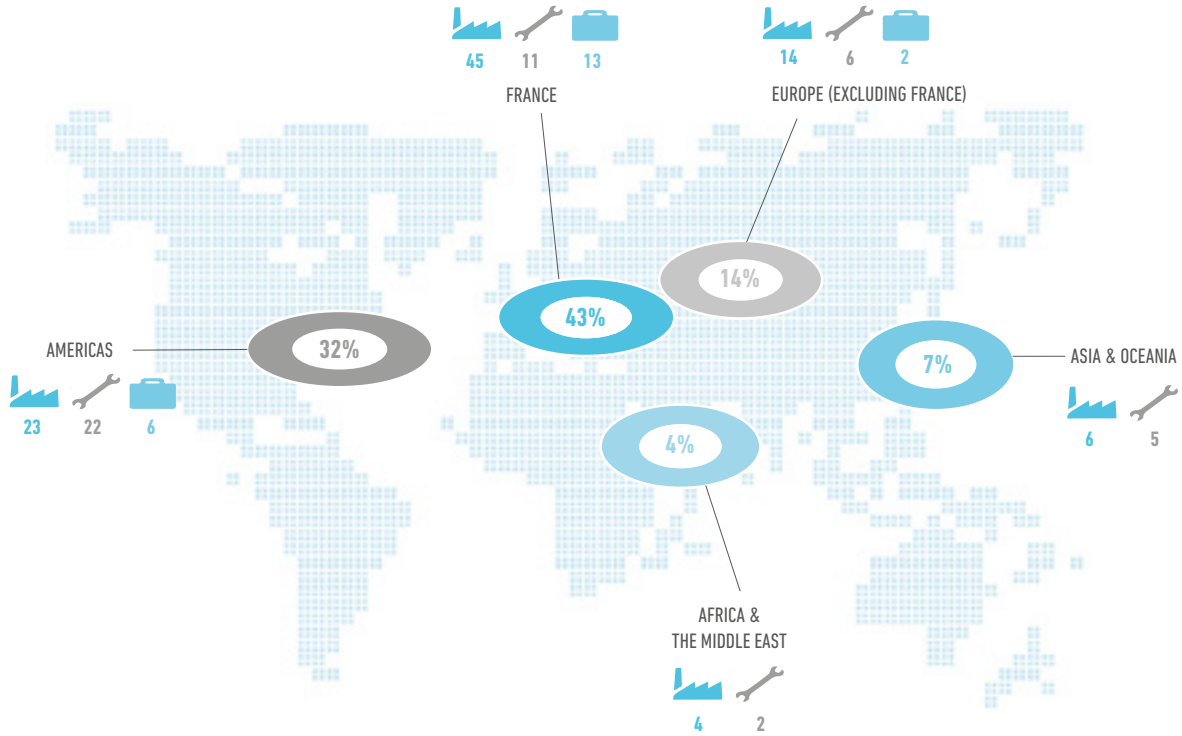 45 11 13
FRANCE
14 6 2
EUROPE (EXCLUDING FRANCE)
14%
43%
32%
AMERICAS
23 22 6
7%
ASIA & OCEANIA
6 5
4%
AFRICA &
THE MIDDLE EAST
4 2